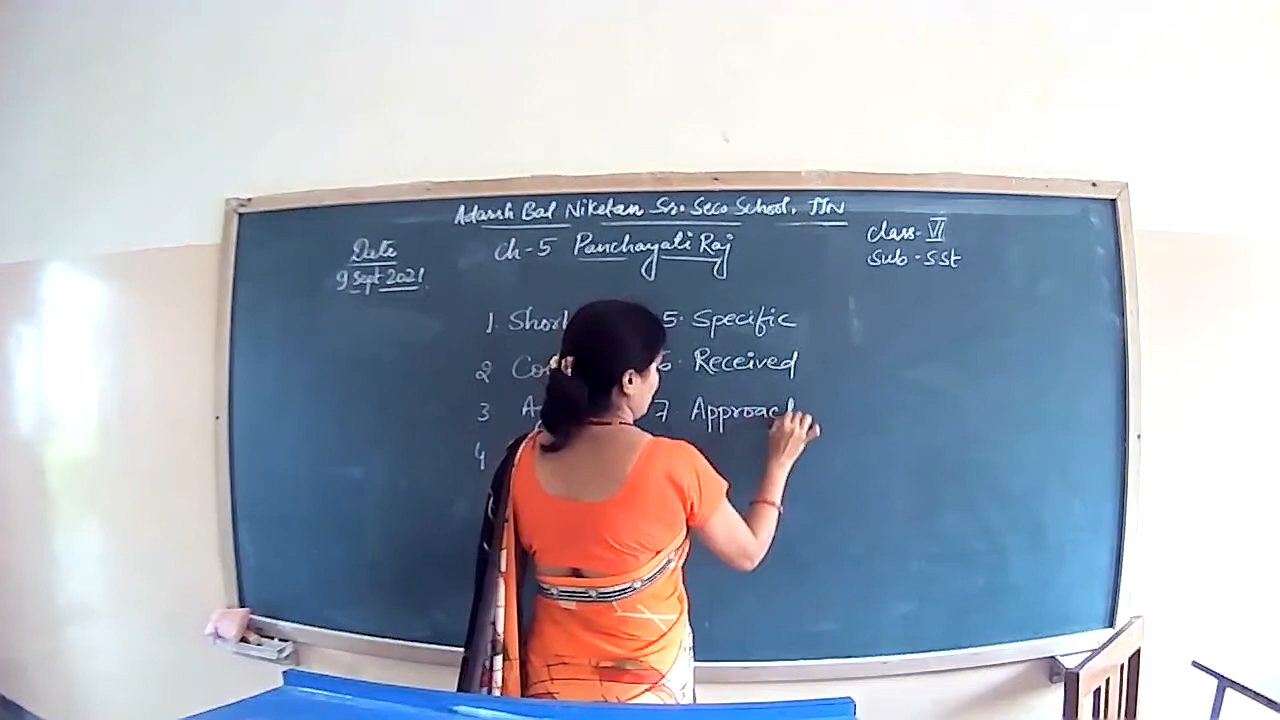 Adarsh Bal Niketan Sr. Sec. School, JJN
Date
9 Sept 2021
ch-5 Panchayati Raj
class- VI
Sub - SSt
1. Short
2 Co
3 A
4
5. Specific
6. Received
7. Approach